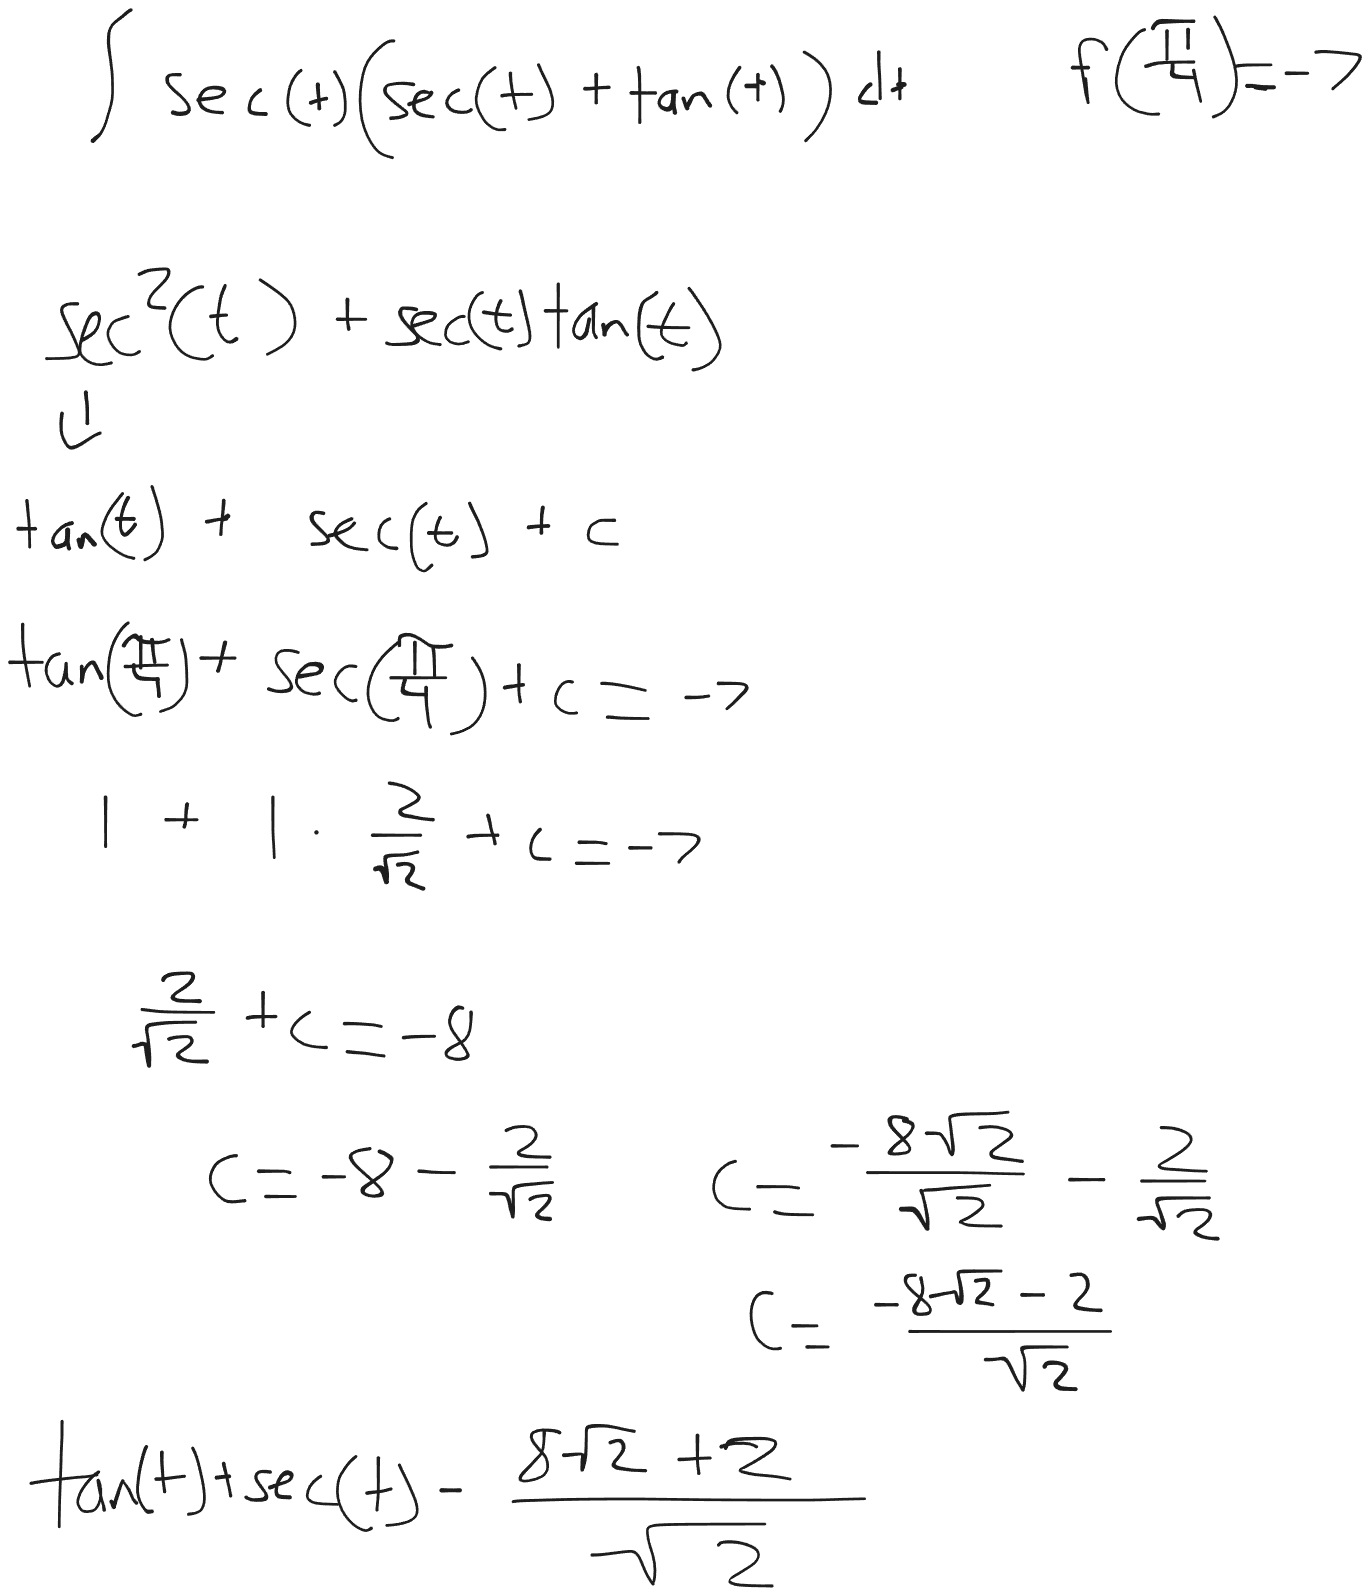 ∫ sec(t)(sec(t) + tan(t)) dt    f(π/4) = -7
sec²(t) + sec(t) tan(t)
↓
tan(t) + sec(t) + c
tan(π/4) + sec(π/4) + c = -7
1 + 1 · 2/√2 + c = -7
2/√2 + c = -8
c = -8 - 2/√2    c = -8√2/√2 - 2/√2
c = (-8√2 - 2)/√2
tan(t) + sec(t) - (8√2 + 2)/√2